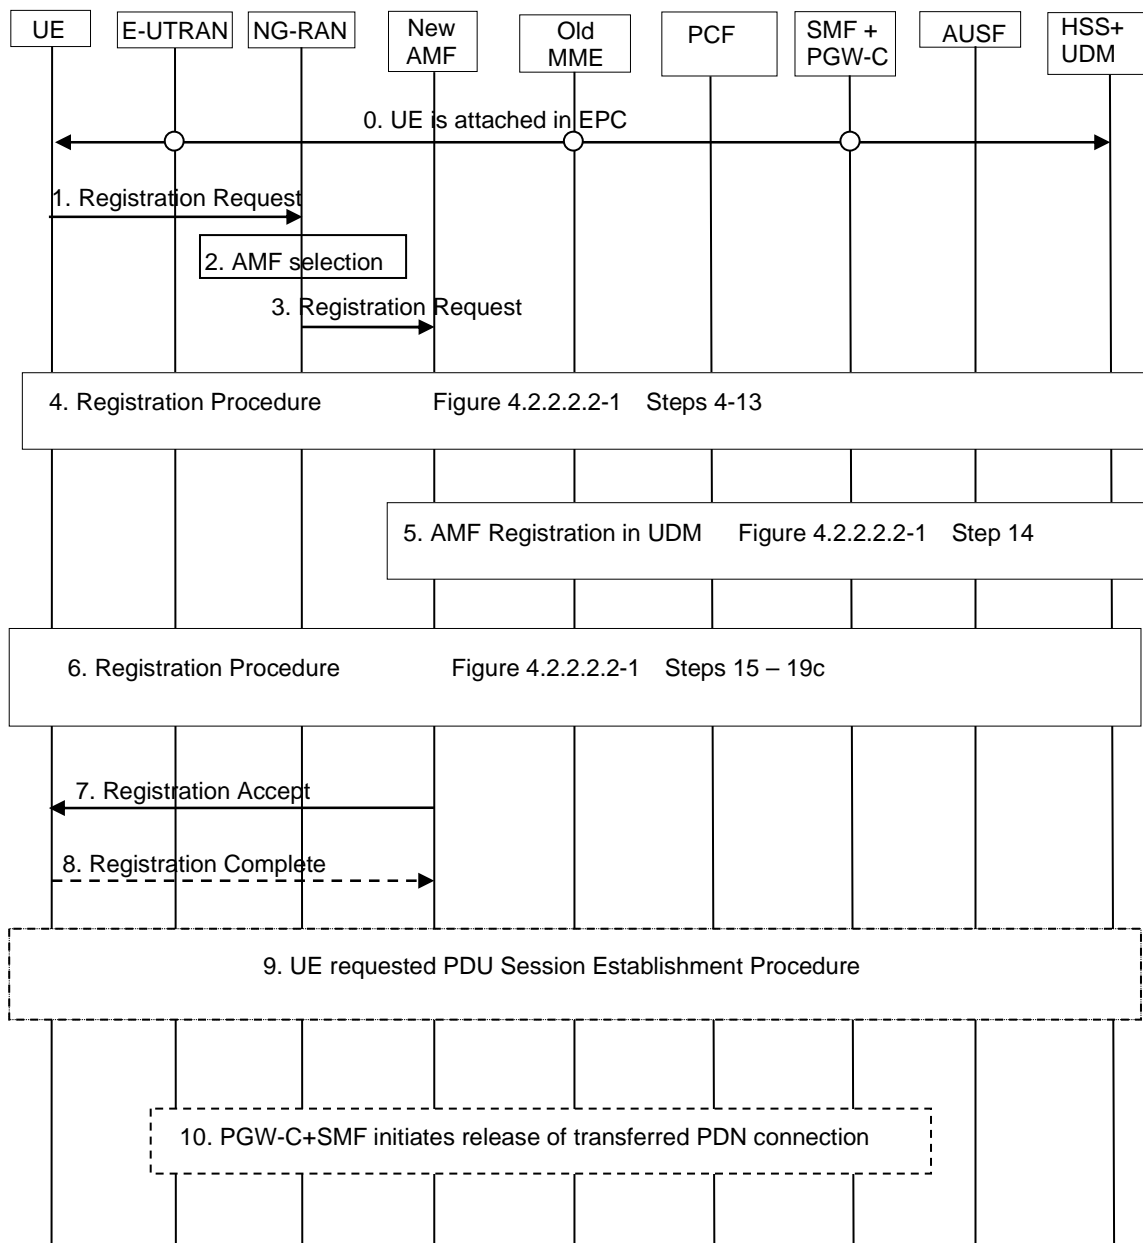 UE
E-UTRAN
NG-RAN
New
AMF
Old
MME
PCF
SMF +
PGW-C
AUSF
HSS+
UDM
0. UE is attached in EPC
1. Registration Request
2. AMF selection
3. Registration Request
4. Registration Procedure Figure 4.2.2.2.2-1 Steps 4-13
5. AMF Registration in UDM Figure 4.2.2.2.2-1 Step 14
6. Registration Procedure Figure 4.2.2.2.2-1 Steps 15 – 19c
7. Registration Accept
8. Registration Complete
9. UE requested PDU Session Establishment Procedure
10. PGW-C+SMF initiates release of transferred PDN connection